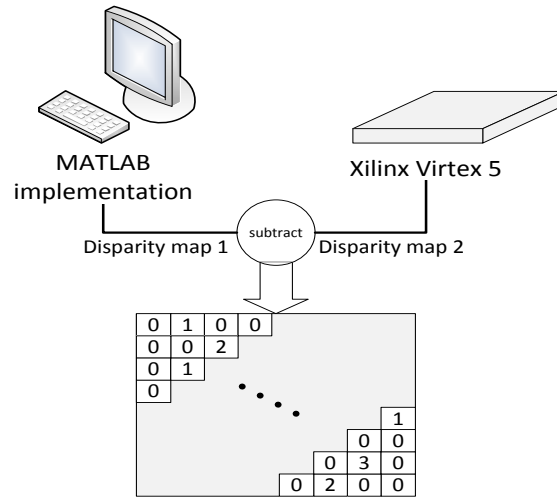 MATLAB
implementation
Xilinx Virtex 5
Disparity map 1
subtract
Disparity map 2
0 1 0 0
0 0 2
0 1
0
1
0 0
0 3 0
0 2 0 0